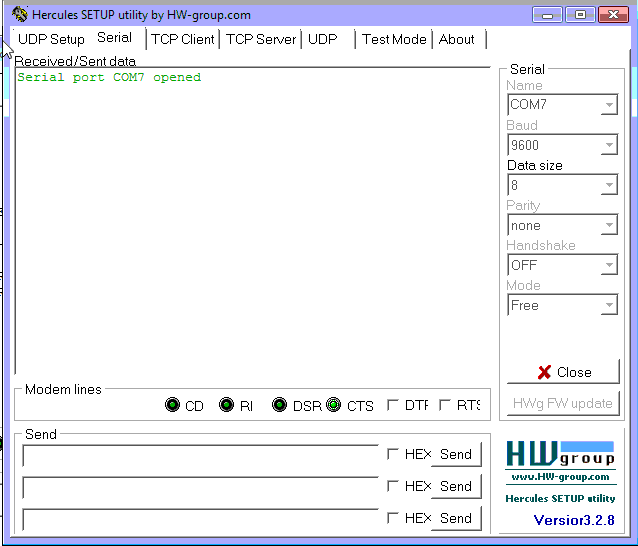 Hercules SETUP utility by HW-group.com
UDP Setup Serial TCP Client TCP Server UDP Test Mode About
Received/Sent data
Serial port COM7 opened
Serial
Name
COM7
Baud
9600
Data size
8
Parity
none
Handshake
OFF
Mode
Free
Close
HWg FW update
Modem lines
CD RI DSR CTS DTR RTS
Send
HEX Send
HEX Send
HEX Send
HW group
www.HW-group.com
Hercules SETUP utility
Version3.2.8